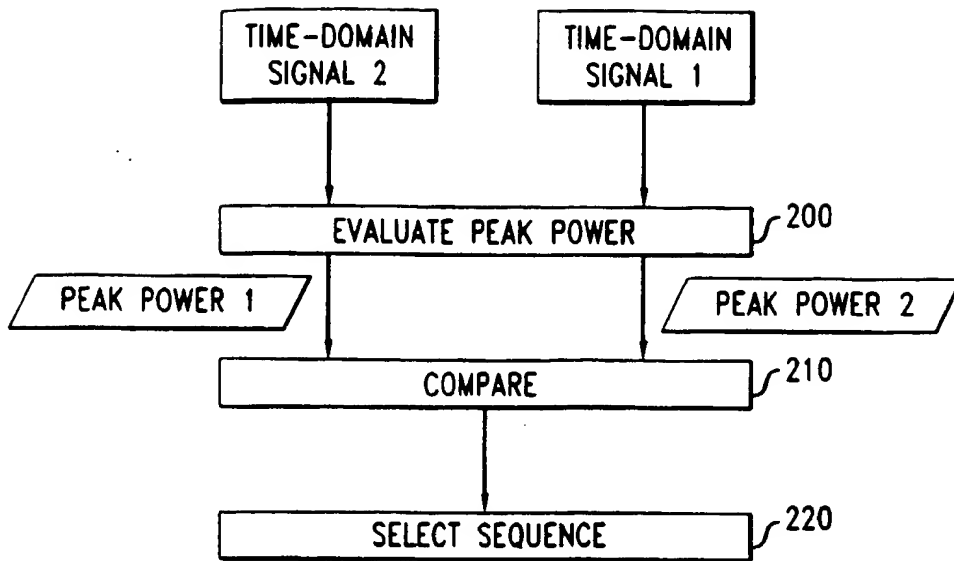 TIME-DOMAIN
SIGNAL 2
TIME-DOMAIN
SIGNAL 1
EVALUATE PEAK POWER
200
PEAK POWER 1
PEAK POWER 2
COMPARE
210
SELECT SEQUENCE
220